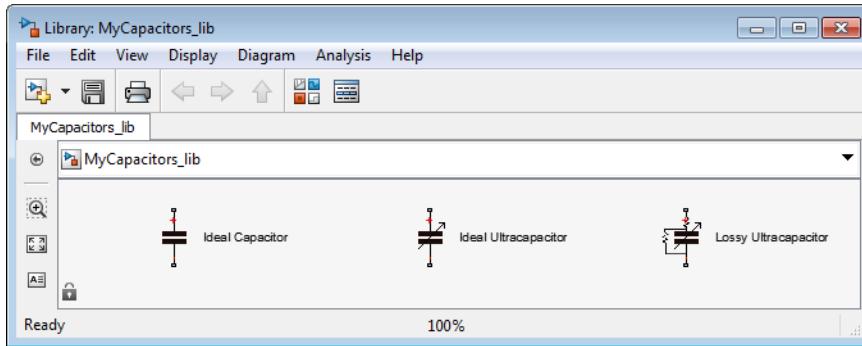 Library: MyCapacitors_lib
File Edit View Display Diagram Analysis Help
MyCapacitors_lib
MyCapacitors_lib
Ideal Capacitor Ideal Ultracapacitor Lossy Ultracapacitor
Ready 100%